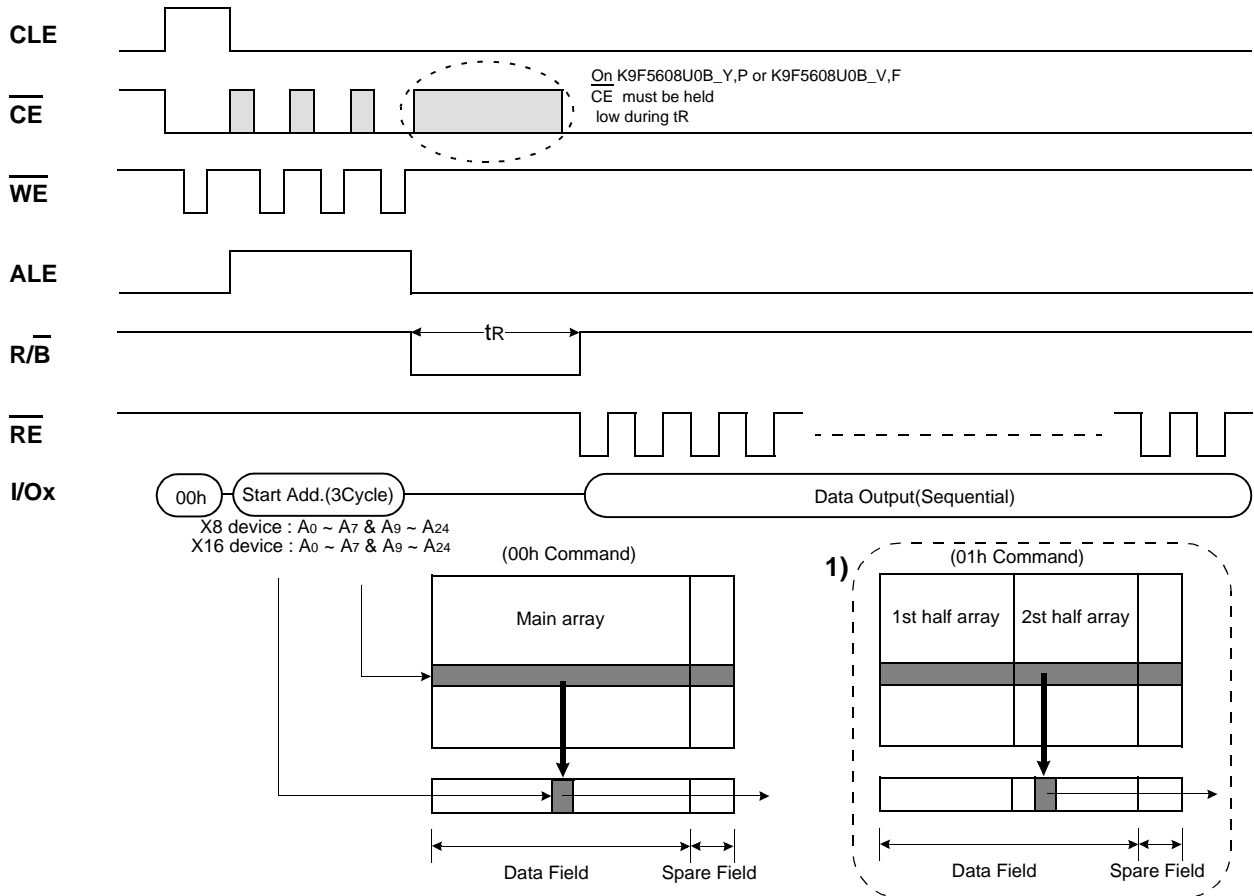 CLE
CE
On K9F5608U0B_Y,P or K9F5608U0B_V,F
CE must be held
low during tR
WE
ALE
R/B
tR
RE
I/Ox
00h
Start Add.(3Cycle)
Data Output(Sequential)
X8 device : A0 ~ A7 & A9 ~ A24
X16 device : A0 ~ A7 & A9 ~ A24
(00h Command)
Main array
Data Field
Spare Field
1)
(01h Command)
1st half array
2st half array
Data Field
Spare Field